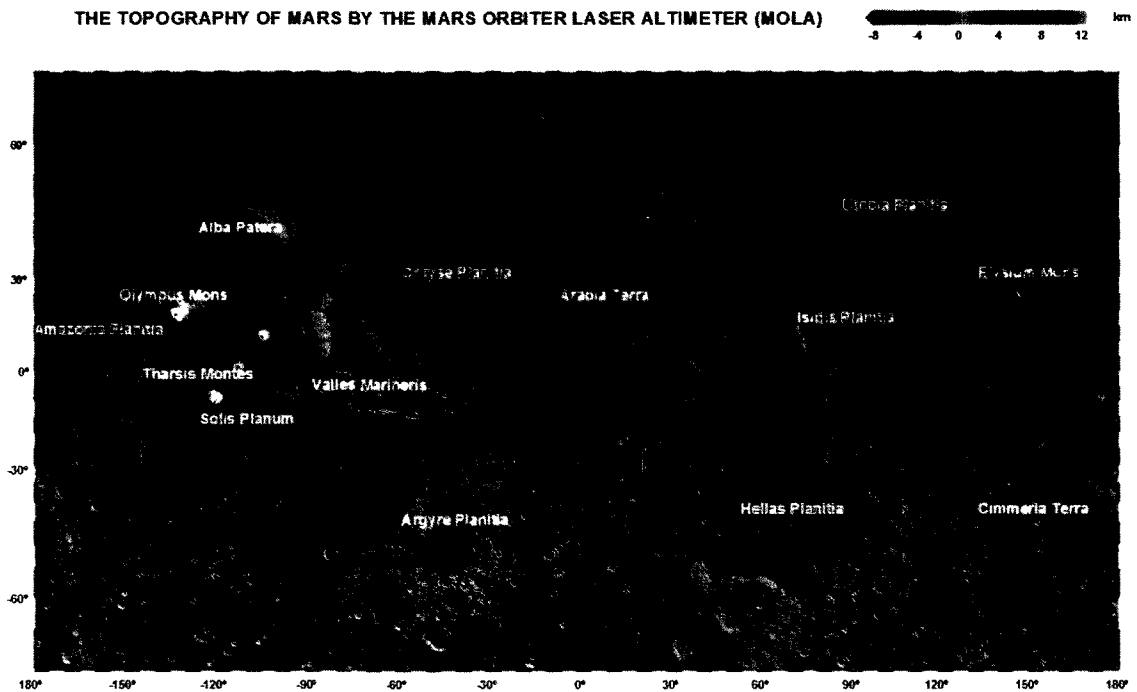 THE TOPOGRAPHY OF MARS BY THE MARS ORBITER LASER ALTIMETER (MOLA)
km
-8 -4 0 4 8 12
60°
Alba Patera
30°
Planitia
Elysium Mons
Olympus Mons
Arabia Terra
Amazonis Planitia
Isidis Planitia
0°
Tharsis Montes
Valles Marineris
Solis Planum
-30°
Argyre Planitia
Hellas Planitia
Cimmeria Terra
-60°
-180° -150° -120° -90° -60° -30° 0° 30° 60° 90° 120° 150° 180°